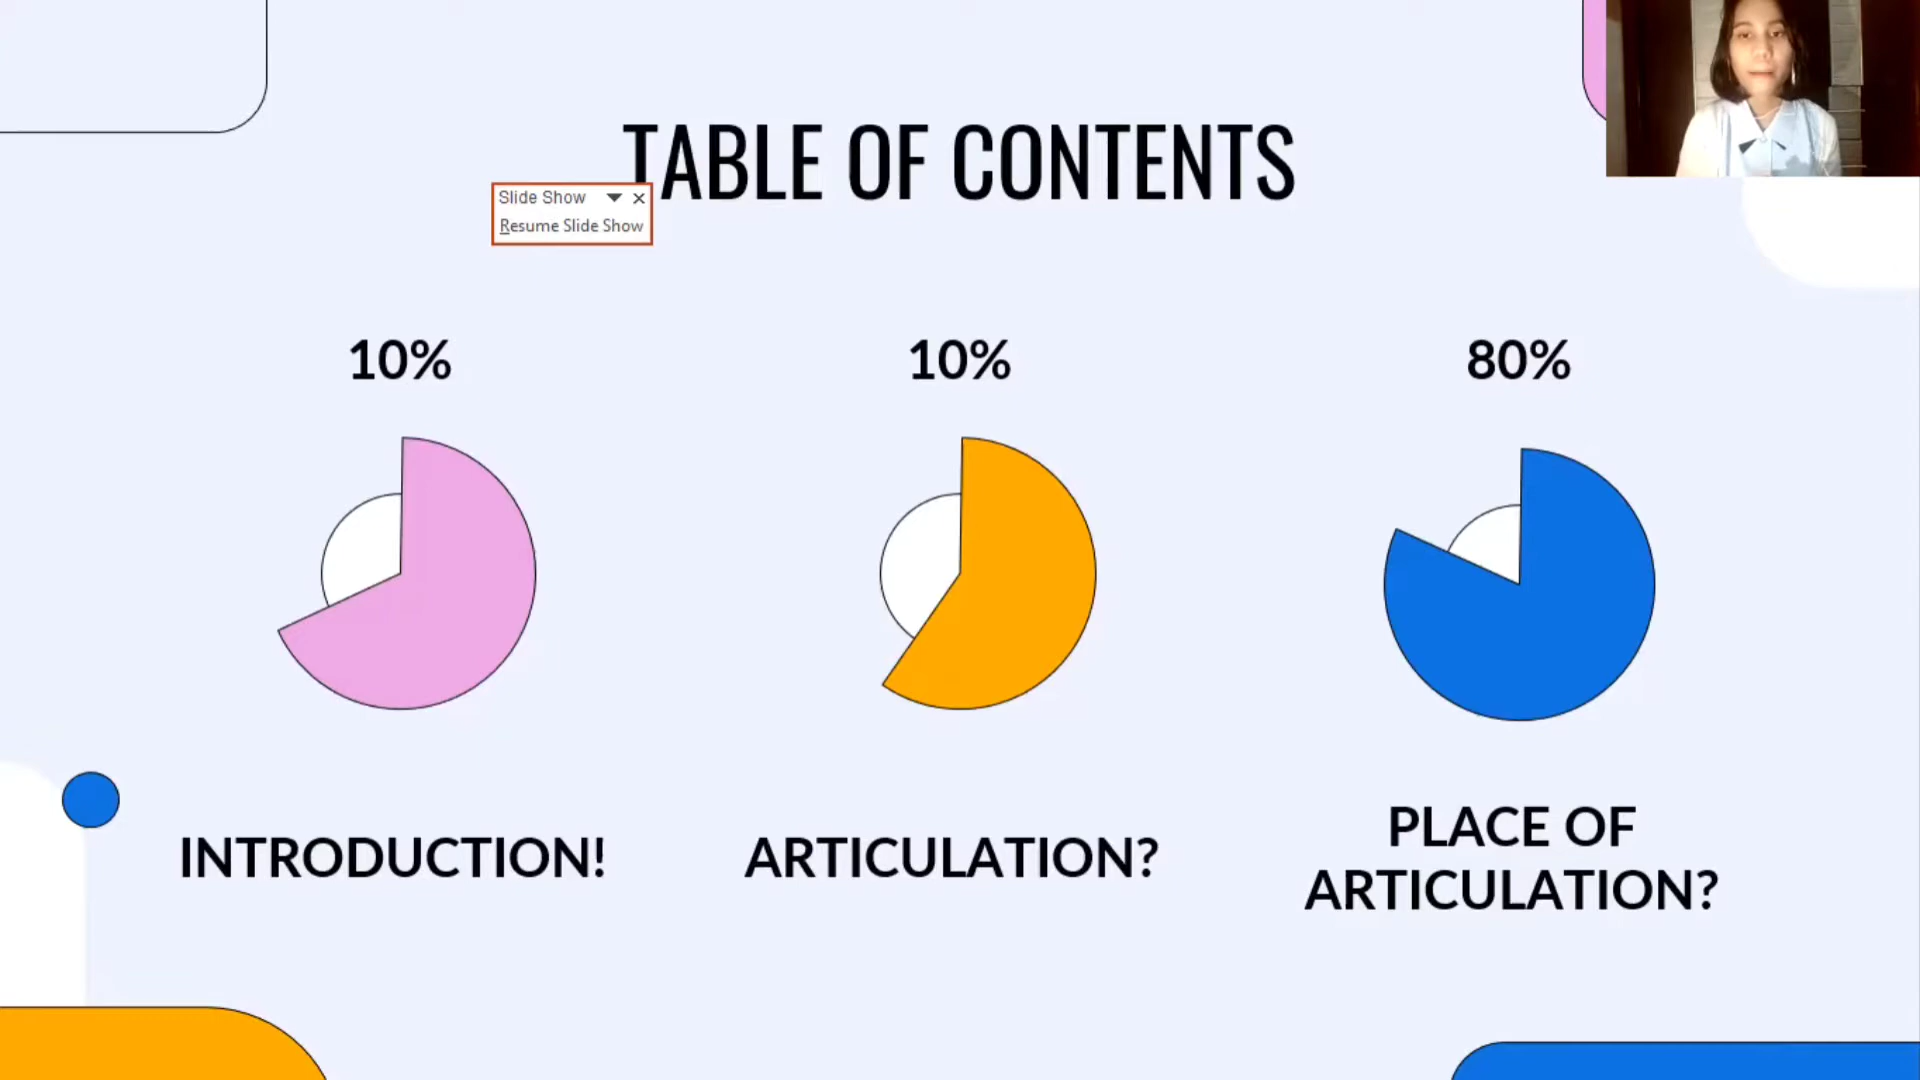 TABLE OF CONTENTS
Slide Show
Resume Slide Show
10%
10%
80%
INTRODUCTION!
ARTICULATION?
PLACE OF
ARTICULATION?